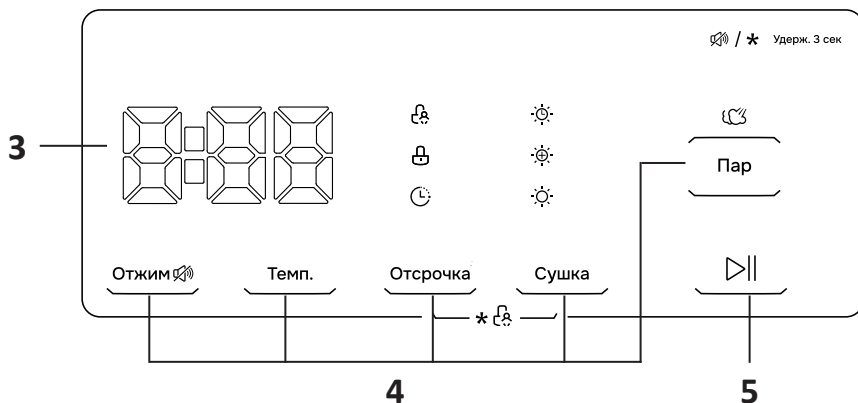 / * Удерж. 3 сек
3
Пар
Отжим
Темп.
Отсрочка
Сушка
*
4
5